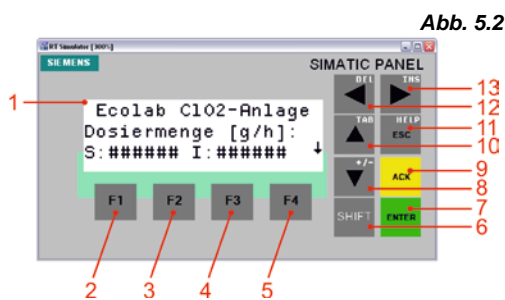 Abb. 5.2
RT Simulator [300%]
SIEMENS
SIMATIC PANEL
DEL
INS
Ecolab ClO2-Anlage
Dosiermenge [g/h]:
S:###### I:###### ↓
TAB
HELP
ESC
+/-
ACK
F1
F2
F3
F4
SHIFT
ENTER
1
2
3
4
5
6
7
8
9
10
11
12
13